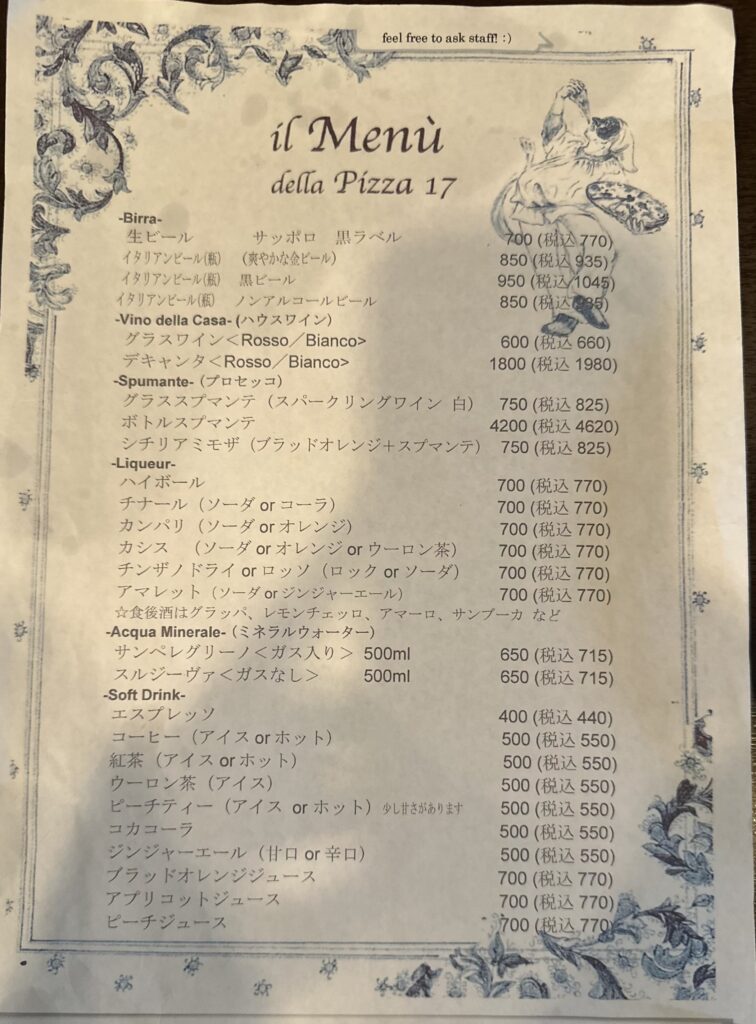 feel free to ask staff! :)
il Menù
della Pizza 17
-Birra-
生ビール サッポロ 黒ラベル 700 (税込 770)
イタリアンビール(瓶) (爽やかな金ビール) 850 (税込 935)
イタリアンビール(瓶) 黒ビール 950 (税込 1045)
イタリアンビール(瓶) ノンアルコールビール 850 (税込 935)
-Vino della Casa- (ハウスワイン)
グラスワイン＜Rosso／Bianco> 600 (税込 660)
デキャンタ＜Rosso／Bianco> 1800 (税込 1980)
-Spumante- (プロセッコ)
グラススプマンテ（スパークリングワイン 白） 750 (税込 825)
ボトルスプマンテ 4200 (税込 4620)
シチリアミモザ（ブラッドオレンジ＋スプマンテ） 750 (税込 825)
-Liqueur-
ハイボール 700 (税込 770)
チナール（ソーダ or コーラ） 700 (税込 770)
カンパリ（ソーダ or オレンジ） 700 (税込 770)
カシス （ソーダ or オレンジ or ウーロン茶） 700 (税込 770)
チンザノドライ or ロッソ（ロック or ソーダ） 700 (税込 770)
アマレット（ソーダ or ジンジャーエール） 700 (税込 770)
☆食後酒はグラッパ、レモンチェッロ、アマーロ、サンブーカ など
-Acqua Minerale-（ミネラルウォーター）
サンペレグリーノ＜ガス入り＞ 500ml 650 (税込 715)
スルジーヴァ＜ガスなし＞ 500ml 650 (税込 715)
-Soft Drink-
エスプレッソ 400 (税込 440)
コーヒー（アイス or ホット） 500 (税込 550)
紅茶（アイス or ホット） 500 (税込 550)
ウーロン茶（アイス） 500 (税込 550)
ピーチティー（アイス or ホット）少し甘さがあります 500 (税込 550)
コカコーラ 500 (税込 550)
ジンジャーエール（甘口 or 辛口） 500 (税込 550)
ブラッドオレンジジュース 700 (税込 770)
アプリコットジュース 700 (税込 770)
ピーチジュース 700 (税込 770)